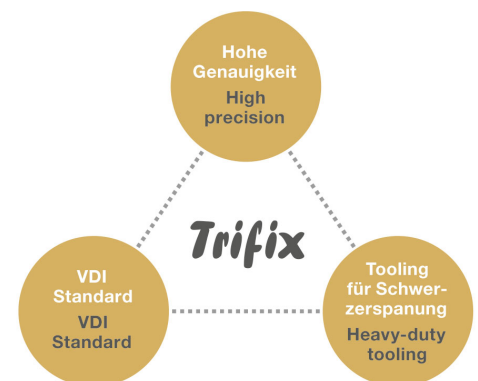 Hohe
Genauigkeit
High
precision
Trifix
VDI
Standard
VDI
Standard
Tooling
für Schwer-
zerspanung
Heavy-duty
tooling